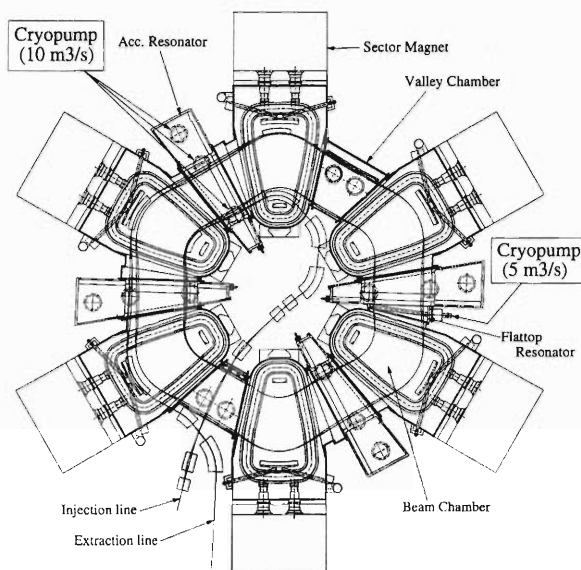 Cryopump
(10 m3/s)
Acc. Resonator
Sector Magnet
Valley Chamber
Cryopump
(5 m3/s)
Flattop
Resonator
Beam Chamber
Injection line
Extraction line